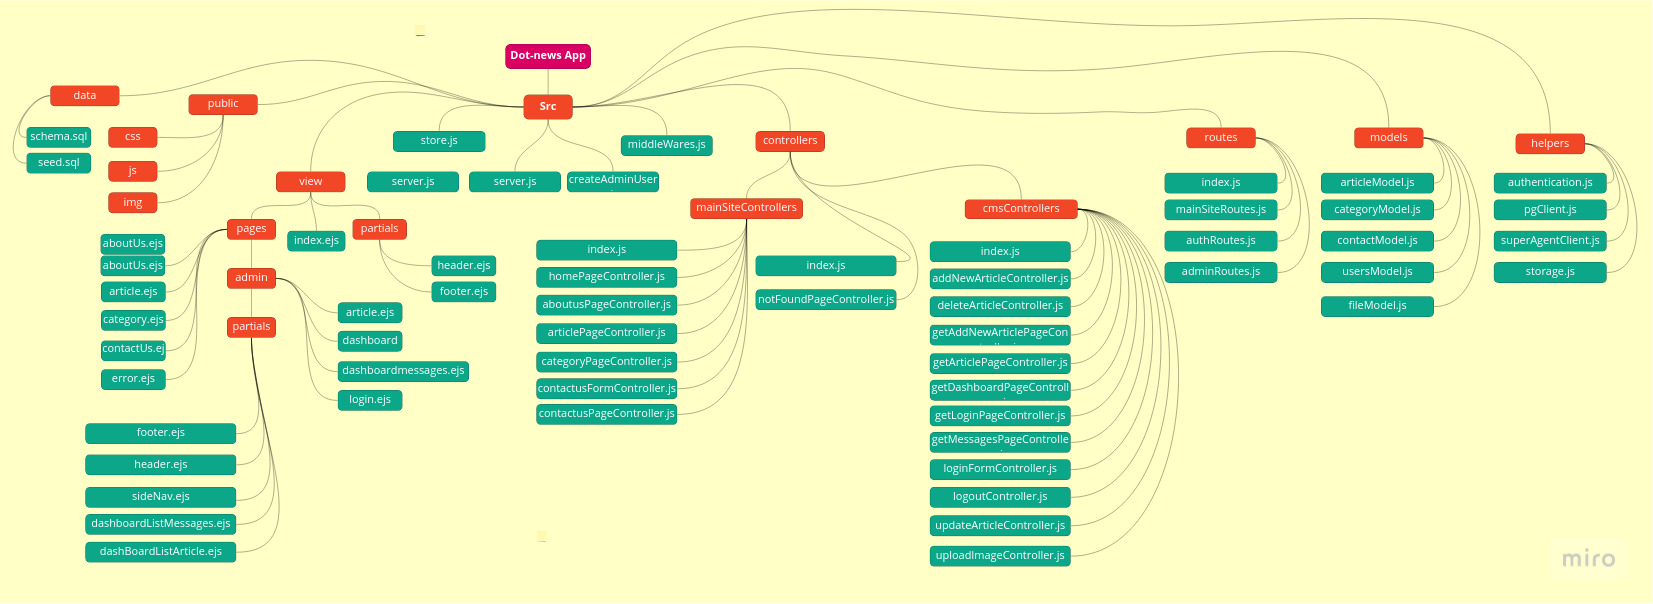 Dot-news App
Src
data
schema.sql
seed.sql
public
css
js
img
view
pages
aboutUs.ejs
aboutUs.ejs
article.ejs
category.ejs
contactUs.ej
error.ejs
admin
article.ejs
dashboard
dashboardmessages.ejs
login.ejs
partials
footer.ejs
header.ejs
sideNav.ejs
dashboardListMessages.ejs
dashBoardListArticle.ejs
index.ejs
partials
header.ejs
footer.ejs
store.js
server.js
server.js
createAdminUser
middleWares.js
controllers
mainSiteControllers
index.js
homePageController.js
aboutusPageController.js
articlePageController.js
categoryPageController.js
contactusFormController.js
contactusPageController.js
index.js
notFoundPageController.js
cmsControllers
index.js
addNewArticleController.js
deleteArticleController.js
getAddNewArticlePageCon
getArticlePageController.js
getDashboardPageControll
getLoginPageController.js
getMessagesPageControlle
loginFormController.js
logoutController.js
updateArticleController.js
uploadImageController.js
routes
index.js
mainSiteRoutes.js
authRoutes.js
adminRoutes.js
models
articleModel.js
categoryModel.js
contactModel.js
usersModel.js
fileModel.js
helpers
authentication.js
pgClient.js
superAgentClient.js
storage.js
miro